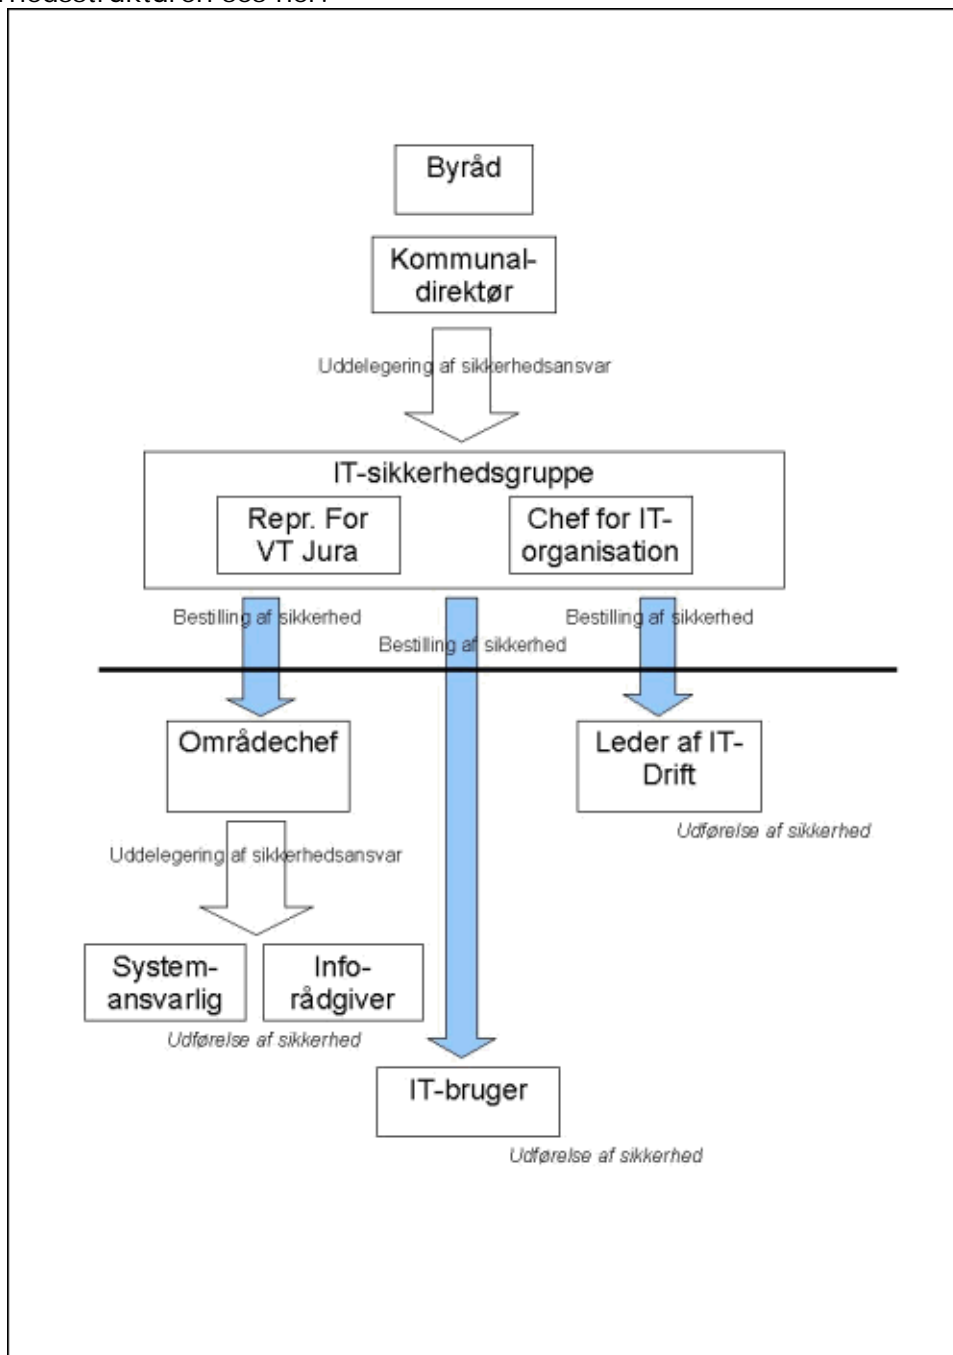 Byråd
Kommunal-
direktør
Uddelegering af sikkerhedsansvar
IT-sikkerhedsgruppe
Repr. For
VT Jura
Chef for IT-
organisation
Bestilling af sikkerhed
Bestilling af sikkerhed
Bestilling af sikkerhed
Områdechef
Leder af IT-
Drift
Udførelse af sikkerhed
Uddelegering af sikkerhedsansvar
System-
ansvarlig
Info-
rådgiver
Udførelse af sikkerhed
IT-bruger
Udførelse af sikkerhed